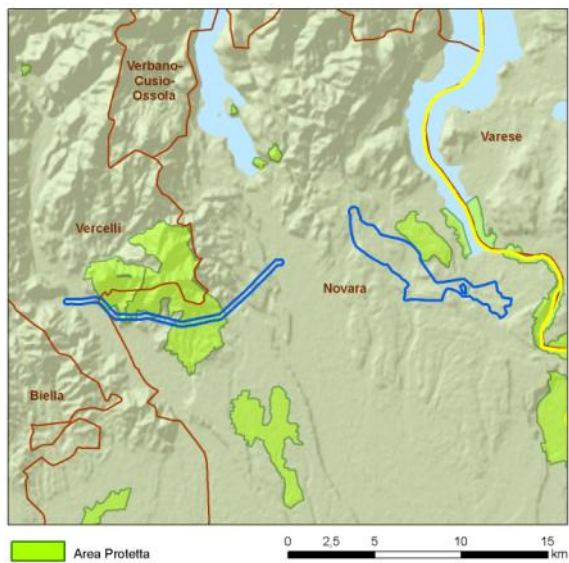 Verbano-
Cusio-
Ossola
Varese
Vercelli
Novara
Biella
Area Protetta
0 2,5 5 10 15
km